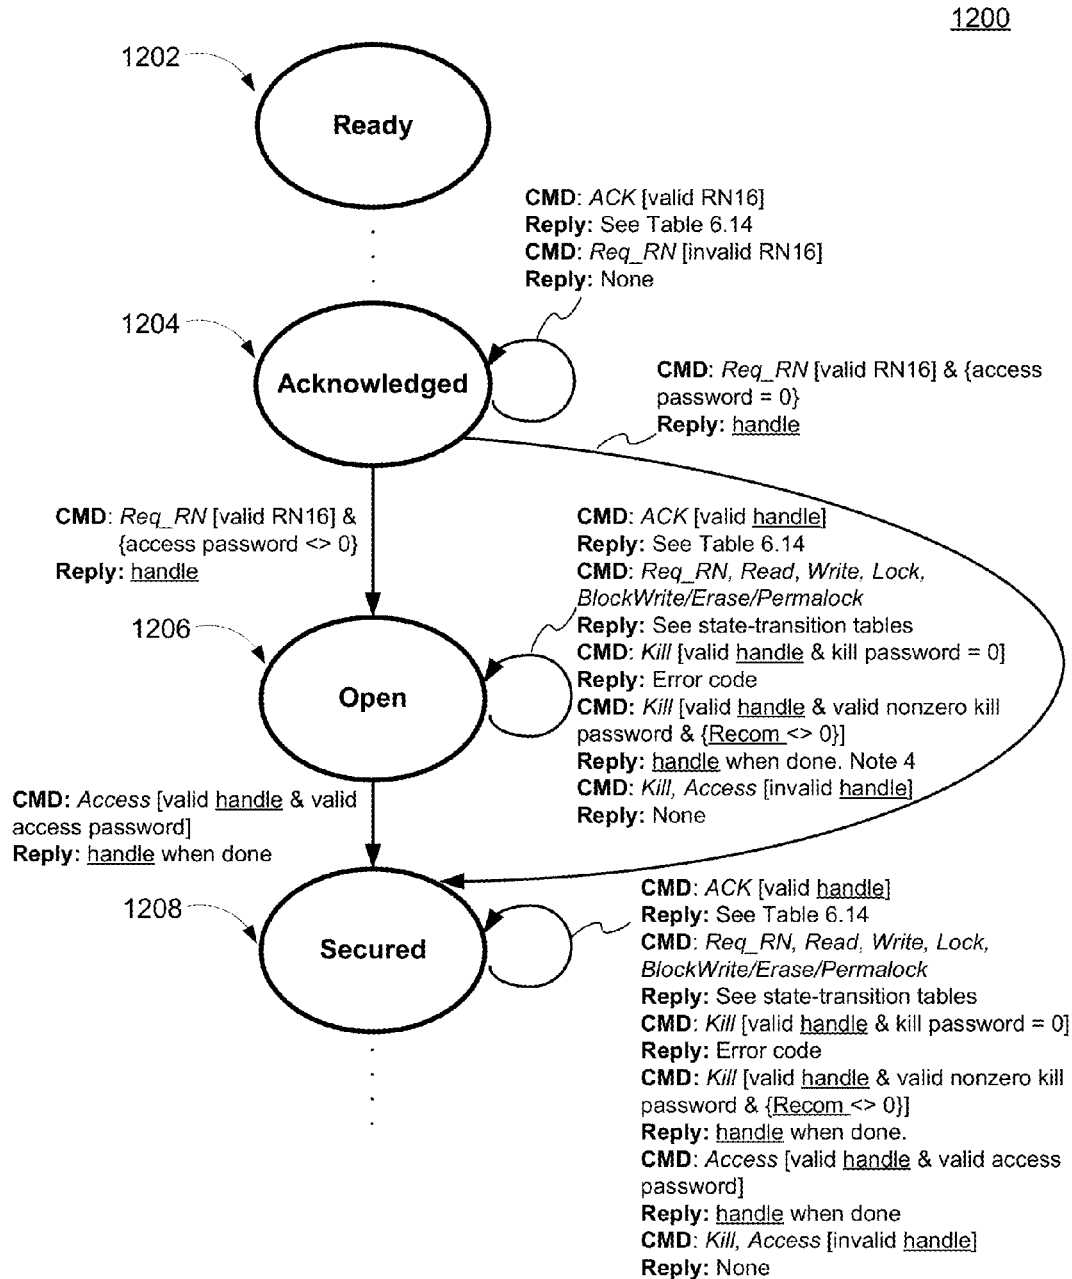 1200
1202
Ready
CMD: ACK [valid RN16]
Reply: See Table 6.14
CMD: Req_RN [invalid RN16]
Reply: None
1204
Acknowledged
CMD: Req_RN [valid RN16] & {access
password = 0}
Reply: handle
CMD: Req_RN [valid RN16] &
{access password <> 0}
Reply: handle
CMD: ACK [valid handle]
Reply: See Table 6.14
CMD: Req_RN, Read, Write, Lock,
BlockWrite/Erase/Permalock
Reply: See state-transition tables
CMD: Kill [valid handle & kill password = 0]
Reply: Error code
CMD: Kill [valid handle & valid nonzero kill
password & {Recom <> 0}]
Reply: handle when done. Note 4
CMD: Kill, Access [invalid handle]
Reply: None
1206
Open
CMD: Access [valid handle & valid
access password]
Reply: handle when done
1208
Secured
CMD: ACK [valid handle]
Reply: See Table 6.14
CMD: Req_RN, Read, Write, Lock,
BlockWrite/Erase/Permalock
Reply: See state-transition tables
CMD: Kill [valid handle & kill password = 0]
Reply: Error code
CMD: Kill [valid handle & valid nonzero kill
password & {Recom <> 0}]
Reply: handle when done.
CMD: Access [valid handle & valid access
password]
Reply: handle when done
CMD: Kill, Access [invalid handle]
Reply: None